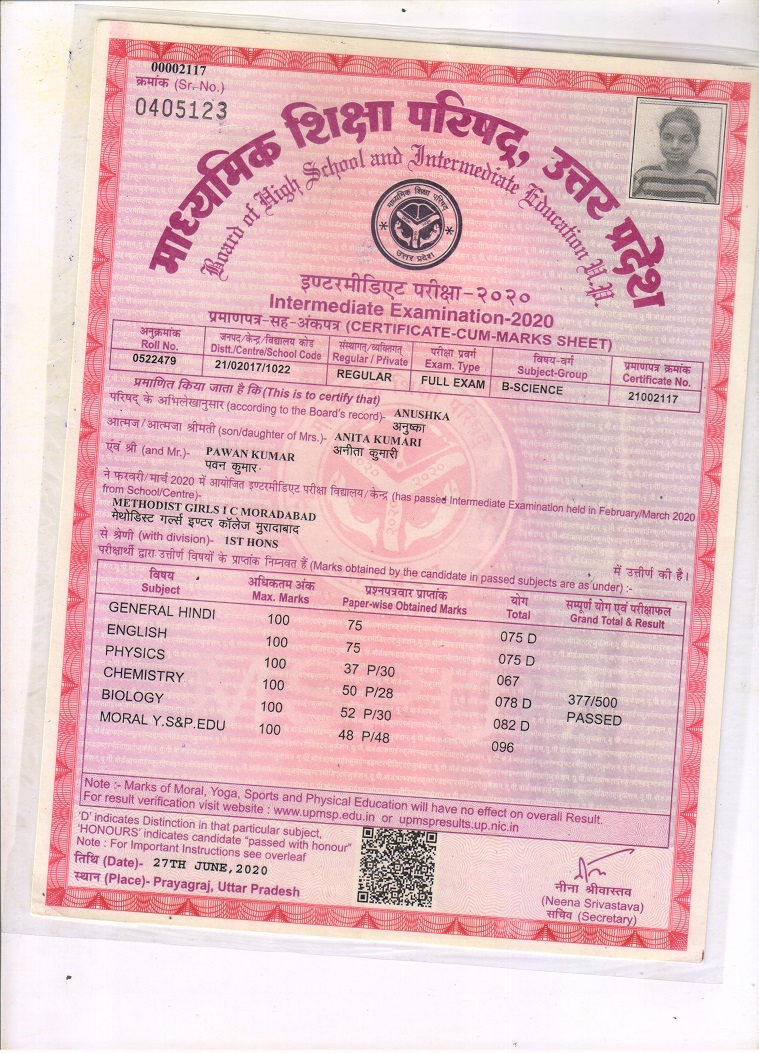 00002117
क्रमांक (Sr. No.)
0405123
माध्यमिक शिक्षा परिषद्, उत्तर प्रदेश
Board of High School and Intermediate Education U.P.
माध्यमिक शिक्षा परिषद
उत्तर प्रदेश
इण्टरमीडिएट परीक्षा-२०२०
Intermediate Examination-2020
प्रमाणपत्र-सह-अंकपत्र (CERTIFICATE-CUM-MARKS SHEET)
अनुक्रमांक जनपद/केन्द्र/विद्यालय कोड संस्थागत/व्यक्तिगत परीक्षा प्रवर्ग विषय-वर्ग प्रमाणपत्र क्रमांक
Roll No. Distt./Centre/School Code Regular / Private Exam. Type Subject-Group Certificate No.
0522479 21/02017/1022 REGULAR FULL EXAM B-SCIENCE 21002117
प्रमाणित किया जाता है कि(This is to certify that)
परिषद् के अभिलेखानुसार (according to the Board's record)- ANUSHKA
अनुष्का
आत्मज/आत्मजा श्रीमती (son/daughter of Mrs.)- ANITA KUMARI
अनीता कुमारी
एवं श्री (and Mr.)- PAWAN KUMAR
पवन कुमार
ने फरवरी/मार्च 2020 में आयोजित इण्टरमीडिएट परीक्षा विद्यालय/केन्द्र (has passed Intermediate Examination held in February/March 2020
from School/Centre)-
METHODIST GIRLS I C MORADABAD
मेथोडिस्ट गर्ल्स इण्टर कॉलेज मुरादाबाद
से श्रेणी (with division)- 1ST HONS में उत्तीर्ण की है।
परीक्षार्थी द्वारा उत्तीर्ण विषयों के प्राप्तांक निम्नवत हैं (Marks obtained by the candidate in passed subjects are as under) :-
विषय अधिकतम अंक प्रश्नपत्रवार प्राप्तांक योग सम्पूर्ण योग एवं परीक्षाफल
Subject Max. Marks Paper-wise Obtained Marks Total Grand Total & Result
GENERAL HINDI 100 75 075 D
ENGLISH 100 75 075 D
PHYSICS 100 37 P/30 067
CHEMISTRY 100 50 P/28 078 D 377/500
BIOLOGY 100 52 P/30 082 D PASSED
MORAL Y.S&P.EDU 100 48 P/48 096
Note :- Marks of Moral, Yoga, Sports and Physical Education will have no effect on overall Result.
For result verification visit website : www.upmsp.edu.in or upmspresults.up.nic.in
'D' indicates Distinction in that particular subject,
'HONOURS' indicates candidate "passed with honour"
Note : For Important Instructions see overleaf
तिथि (Date)- 27TH JUNE,2020
स्थान (Place)- Prayagraj, Uttar Pradesh
नीना श्रीवास्तव
(Neena Srivastava)
सचिव (Secretary)